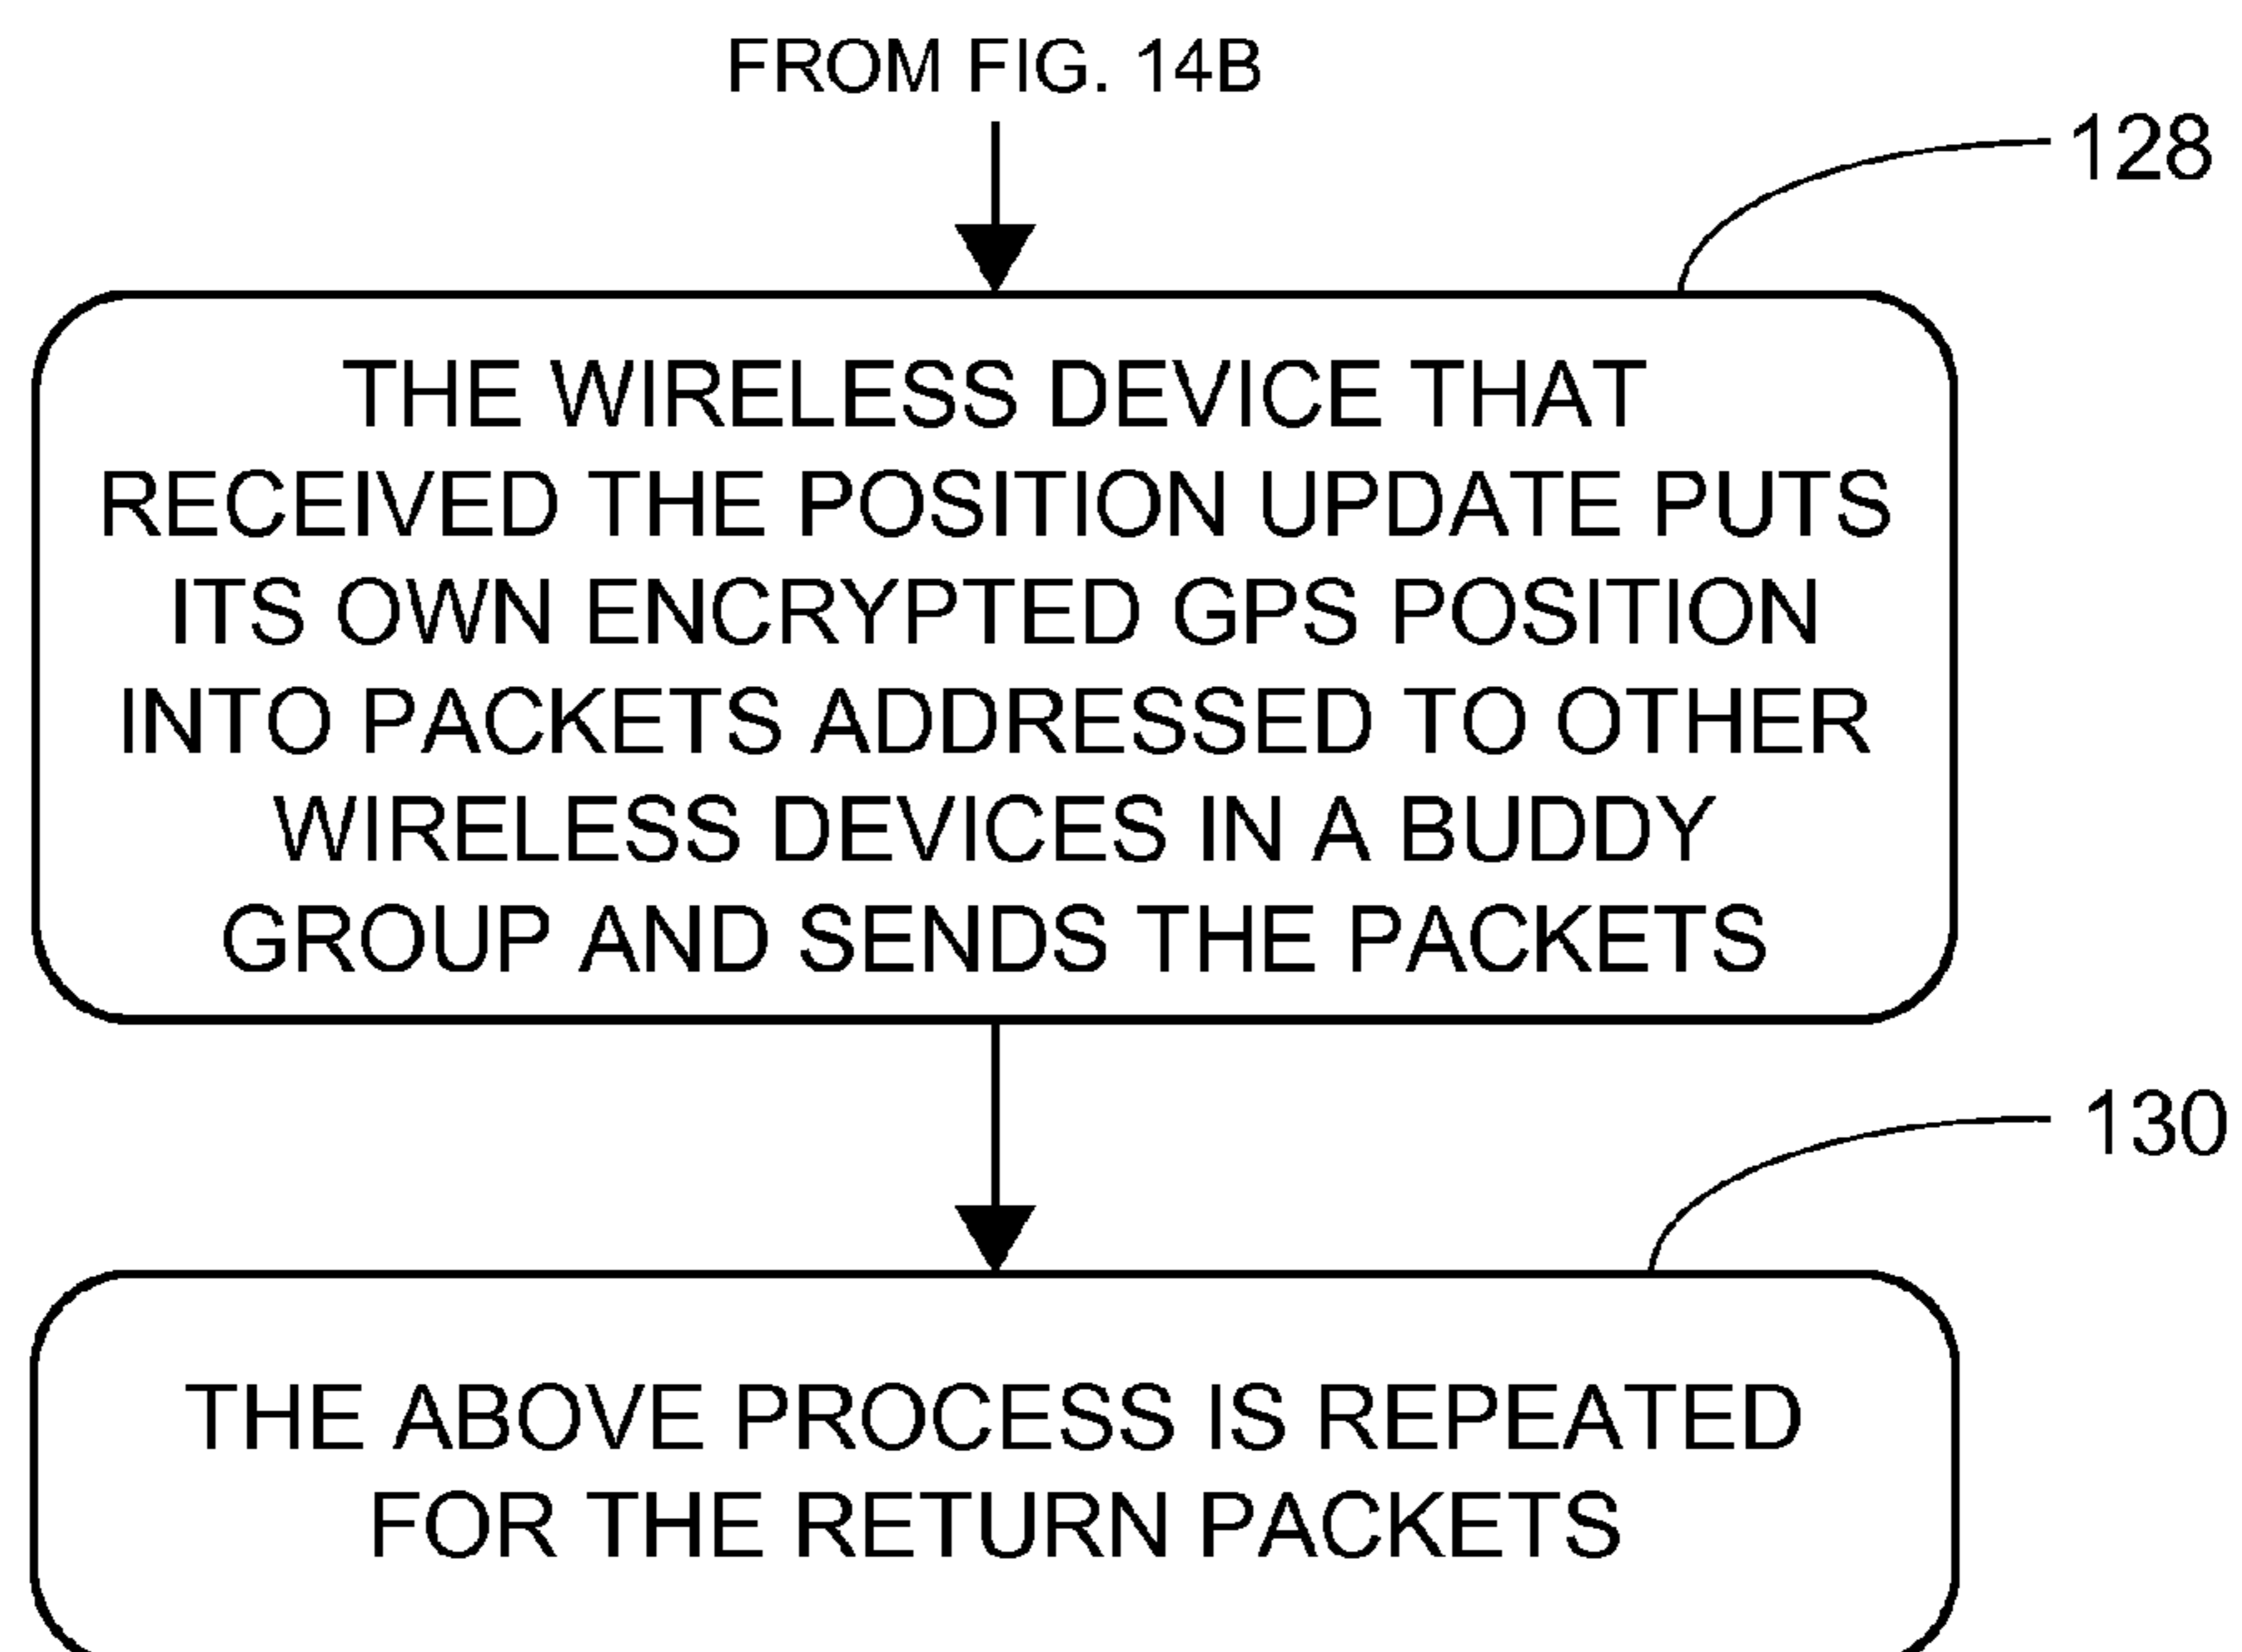 FROM FIG. 14B
128
THE WIRELESS DEVICE THAT
RECEIVED THE POSITION UPDATE PUTS
ITS OWN ENCRYPTED GPS POSITION
INTO PACKETS ADDRESSED TO OTHER
WIRELESS DEVICES IN A BUDDY
GROUP AND SENDS THE PACKETS
130
THE ABOVE PROCESS IS REPEATED
FOR THE RETURN PACKETS